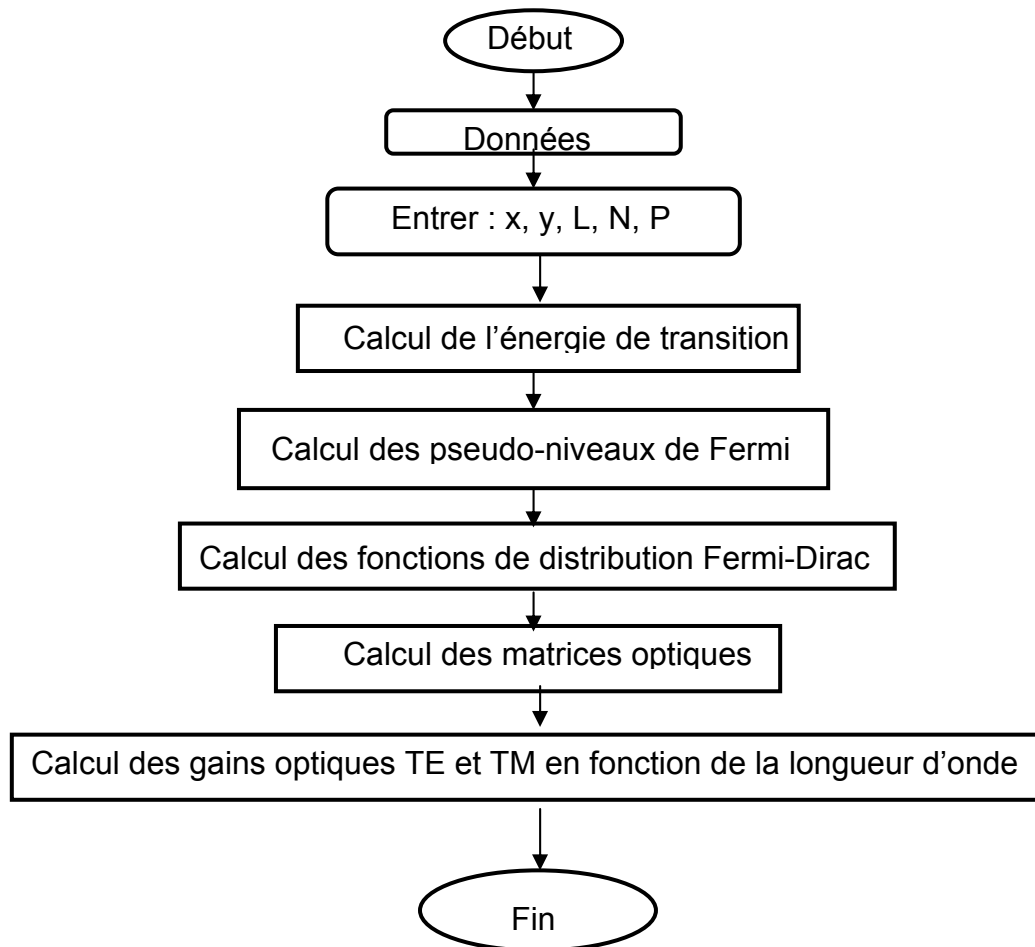 Début
Données
Entrer : x, y, L, N, P
Calcul de l’énergie de transition
Calcul des pseudo-niveaux de Fermi
Calcul des fonctions de distribution Fermi-Dirac
Calcul des matrices optiques
Calcul des gains optiques TE et TM en fonction de la longueur d’onde
Fin